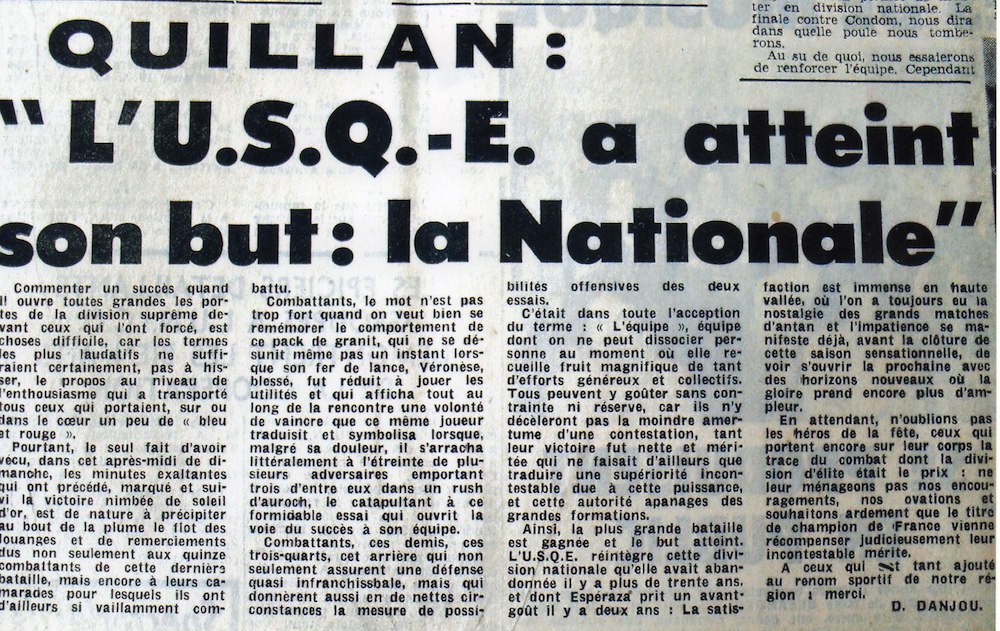 ter en division nationale. La
finale contre Condom, nous dira
dans quelle poule nous tombe-
rons.
Au su de quoi, nous essaierons
de renforcer l'équipe. Cependant
QUILLAN :
" L'U.S.Q.-E. a atteint
son but : la Nationale "
Commenter un succès quand
il ouvre toutes grandes les por-
tes de la division suprême de-
vant ceux qui l'ont forcé, est
choses difficile, car les termes
les plus laudatifs ne suffi-
raient certainement, pas à his-
ser, le propos au niveau de
l'enthousiasme qui a transporté
tous ceux qui portaient, sur ou
dans le cœur un peu de « bleu
et rouge ».
Pourtant, le seul fait d'avoir
vecu, dans cet après-midi de di-
manche, les minutes exaltantes
qui ont précédé, marqué et sui-
vi la victoire nimbée de soleil
d'or, est de nature à précipiter
au bout de la plume le flot des
louanges et de remerciements
dus non seulement aux quinze
combattants de cette derniers
bataille, mais encore à leurs ca-
marades pour lesquels ils ont
d'ailleurs si vaillamment com-
battu.
Combattants, le mot n'est pas
trop fort quand on veut bien se
remémorer le comportement de
ce pack de granit, qui ne se dé-
sunit même pas un instant lors-
que son fer de lance, Véronèse,
blessé, fut réduit à jouer les
utilités et qui afficha tout au
long de la rencontre une volonté
de vaincre que ce même joueur
traduisit et symbolisa lorsque,
malgré sa douleur, il s'arracha
littéralement à l'étreinte de plu-
sieurs adversaires emportant
trois d'entre eux dans un rush
d'auroch, le catapultant à ce
formidable essai qui ouvrit la
voie du succès à son équipe.
Combattants, ces demis, ces
trois-quarts, cet arrière qui non
seulement assurent une défense
quasi infranchissbale, mais qui
donnèrent aussi en de nettes cir-
constances la mesure de possi-
bilités offensives des deux
essais.
C'était dans toute l'acception
du terme : « L'équipe », équipe
dont on ne peut dissocier per-
sonne au moment où elle re-
cueille fruit magnifique de tant
d'efforts généreux et collectifs.
Tous peuvent y goûter sans con-
trainte ni réserve, car ils n'y
décèleront pas la moindre amer-
tume d'une contestation, tant
leur victoire fut nette et méri-
tée qui ne faisait d'ailleurs que
traduire une supériorité incon-
testable due à cette puissance,
et cette autorité apanages des
grandes formations.
Ainsi, la plus grande bataille
est gagnée et le but atteint.
L'U.S.Q.E. réintègre cette divi-
sion nationale qu'elle avait aban-
donnée il y a plus de trente ans.
et dont Espéraza prit un avant-
goût il y a deux ans : La satis-
faction est immense en haute
vallée, où l'on a toujours eu la
nostalgie des grands matches
d'antan et l'impatience se ma-
nifeste déjà, avant la clôture de
cette saison sensationnelle, de
voir s'ouvrir la prochaine avec
des horizons nouveaux où la
gloire prend encore plus d'am-
pleur.
En attendant, n'oublions pas
les héros de la fête, ceux qui
portent encore sur leur corps la
trace du combat dont la divi-
sion d'élite était le prix : ne
leur ménageons pas nos encou-
ragements, nos ovations et
souhaitons ardement que le titre
de champion de France vienne
récompenser judicieusement leur
incontestable mérite.
A ceux qui tant ajouté
au renom sportif de notre ré-
gion : merci.
D. DANJOU.